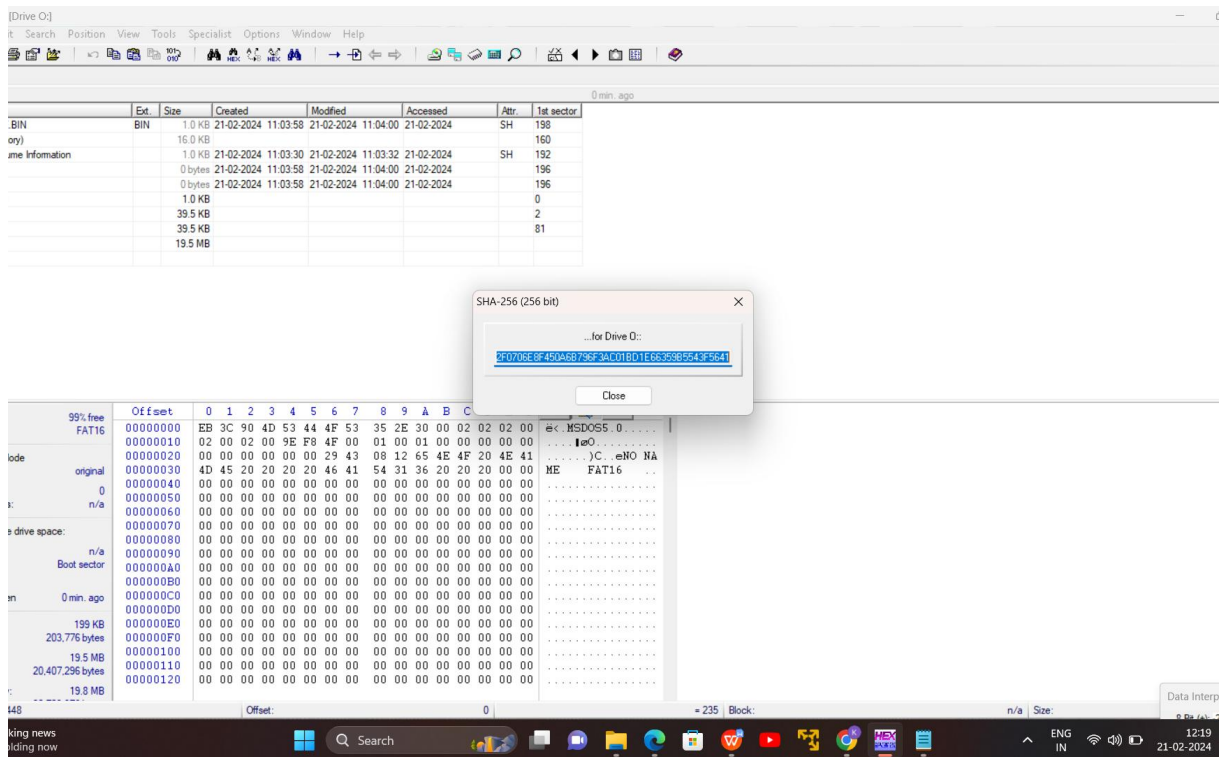 [Drive O:]
it Search Position View Tools Specialist Options Window Help
0 min. ago
Ext. Size Created Modified Accessed Attr. 1st sector
.BIN BIN 1.0 KB 21-02-2024 11:03:58 21-02-2024 11:04:00 21-02-2024 SH 198
ory) 16.0 KB 160
ume Information 1.0 KB 21-02-2024 11:03:30 21-02-2024 11:03:32 21-02-2024 SH 192
0 bytes 21-02-2024 11:03:58 21-02-2024 11:04:00 21-02-2024 196
0 bytes 21-02-2024 11:03:58 21-02-2024 11:04:00 21-02-2024 196
1.0 KB 0
39.5 KB 2
39.5 KB 81
19.5 MB
SHA-256 (256 bit)
...for Drive O::
2F0706E8F450A6B796F3AC01BD1E66359B5543F5641
Close
99% free
FAT16
lode
original
0
s: n/a
e drive space:
n/a
Boot sector
en 0 min. ago
199 KB
203,776 bytes
19.5 MB
20,407,296 bytes
19.8 MB
Offset 0 1 2 3 4 5 6 7 8 9 A B C
00000000 EB 3C 90 4D 53 44 4F 53 35 2E 30 00 02 02 02 00 ë<.MSDOS5.0.....
00000010 02 00 02 00 9E F8 4F 00 01 00 01 00 00 00 00 00
00000020 00 00 00 00 00 00 29 43 08 12 65 4E 4F 20 4E 41 ......)C..eNO NA
00000030 4D 45 20 20 20 20 46 41 54 31 36 20 20 20 00 00 ME FAT16 ..
00000040 00 00 00 00 00 00 00 00 00 00 00 00 00 00 00 00 ................
00000050 00 00 00 00 00 00 00 00 00 00 00 00 00 00 00 00 ................
00000060 00 00 00 00 00 00 00 00 00 00 00 00 00 00 00 00 ................
00000070 00 00 00 00 00 00 00 00 00 00 00 00 00 00 00 00 ................
00000080 00 00 00 00 00 00 00 00 00 00 00 00 00 00 00 00 ................
00000090 00 00 00 00 00 00 00 00 00 00 00 00 00 00 00 00 ................
000000A0 00 00 00 00 00 00 00 00 00 00 00 00 00 00 00 00 ................
000000B0 00 00 00 00 00 00 00 00 00 00 00 00 00 00 00 00 ................
000000C0 00 00 00 00 00 00 00 00 00 00 00 00 00 00 00 00 ................
000000D0 00 00 00 00 00 00 00 00 00 00 00 00 00 00 00 00 ................
000000E0 00 00 00 00 00 00 00 00 00 00 00 00 00 00 00 00 ................
000000F0 00 00 00 00 00 00 00 00 00 00 00 00 00 00 00 00 ................
00000100 00 00 00 00 00 00 00 00 00 00 00 00 00 00 00 00 ................
00000110 00 00 00 00 00 00 00 00 00 00 00 00 00 00 00 00 ................
00000120 00 00 00 00 00 00 00 00 00 00 00 00 00 00 00 00 ................
Data Interp
448 Offset: 0 = 235 Block: n/a Size:
king news
olding now
Search
HEX
ENG
IN
12:19
21-02-2024